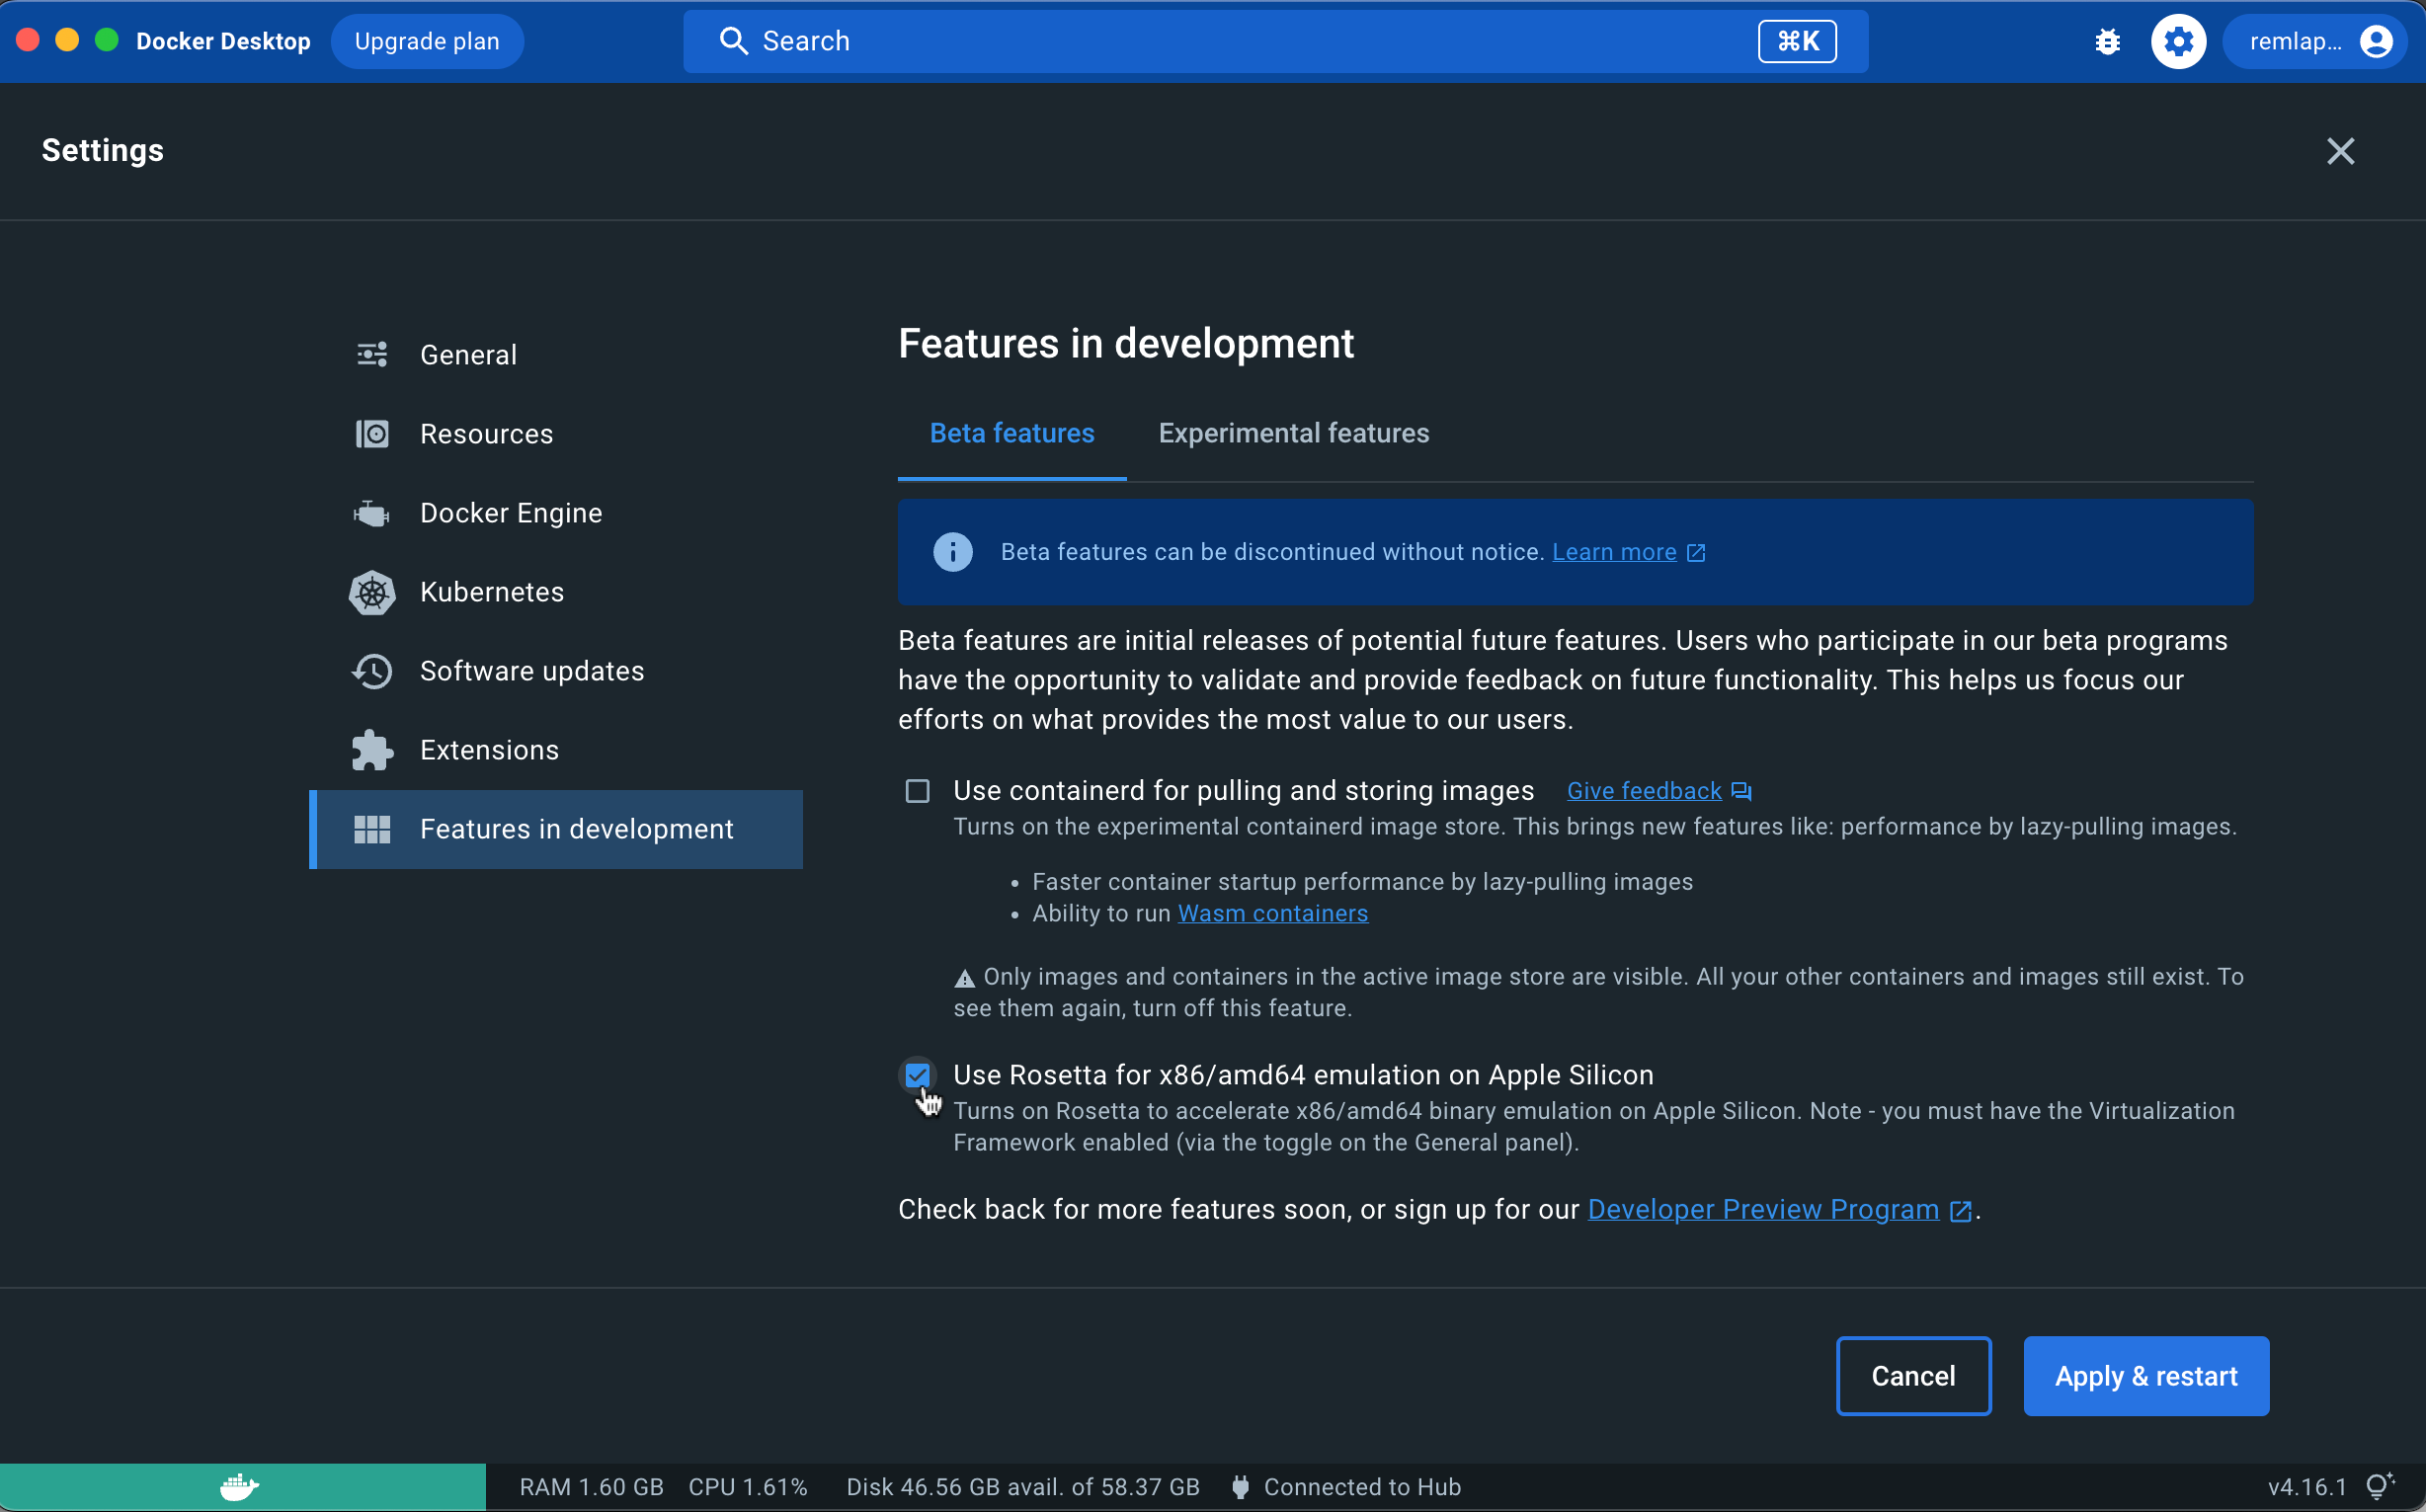 Docker Desktop
Upgrade plan
Search
⌘K
remlap...
Settings
General
Resources
Docker Engine
Kubernetes
Software updates
Extensions
Features in development
Features in development
Beta features
Experimental features
Beta features can be discontinued without notice. Learn more
Beta features are initial releases of potential future features. Users who participate in our beta programs
have the opportunity to validate and provide feedback on future functionality. This helps us focus our
efforts on what provides the most value to our users.
Use containerd for pulling and storing images Give feedback
Turns on the experimental containerd image store. This brings new features like: performance by lazy-pulling images.
• Faster container startup performance by lazy-pulling images
• Ability to run Wasm containers
Only images and containers in the active image store are visible. All your other containers and images still exist. To
see them again, turn off this feature.
Use Rosetta for x86/amd64 emulation on Apple Silicon
Turns on Rosetta to accelerate x86/amd64 binary emulation on Apple Silicon. Note - you must have the Virtualization
Framework enabled (via the toggle on the General panel).
Check back for more features soon, or sign up for our Developer Preview Program .
Cancel
Apply & restart
RAM 1.60 GB CPU 1.61% Disk 46.56 GB avail. of 58.37 GB Connected to Hub
v4.16.1